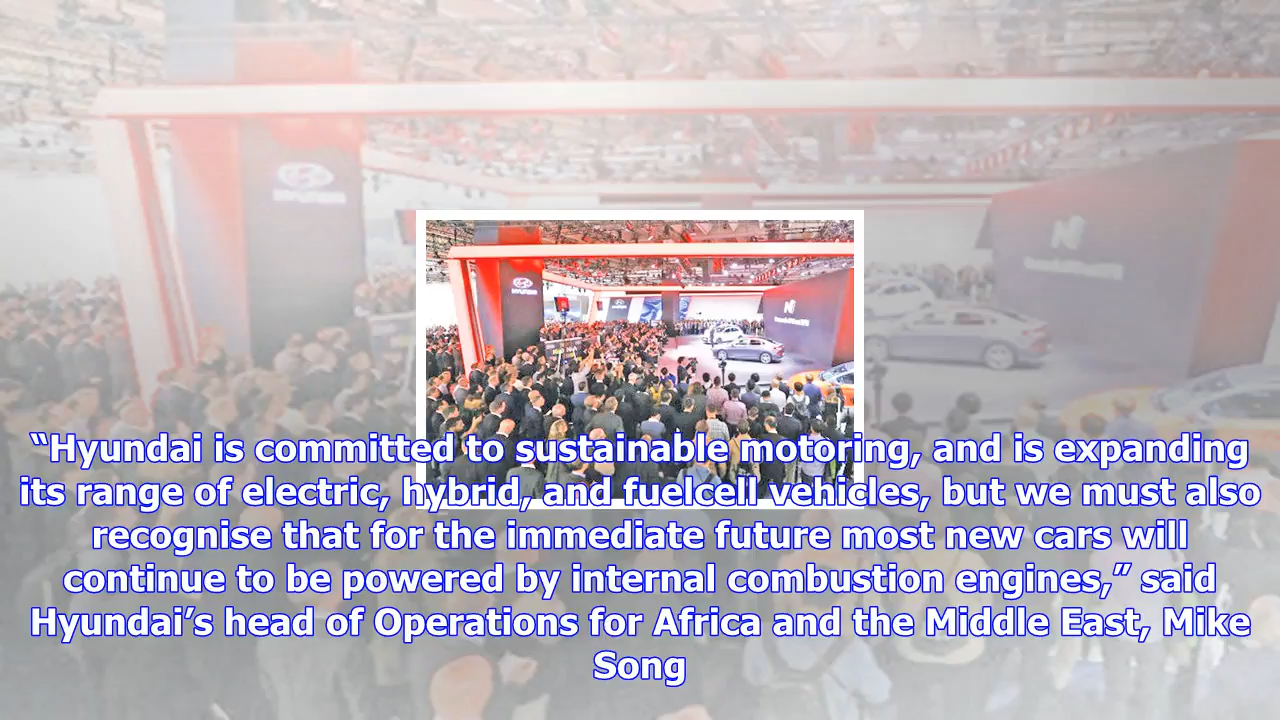 HYUNDAI
HYUNDAI
N
“Hyundai is committed to sustainable motoring, and is expanding
its range of electric, hybrid, and fuelcell vehicles, but we must also
recognise that for the immediate future most new cars will
continue to be powered by internal combustion engines,” said
Hyundai’s head of Operations for Africa and the Middle East, Mike
Song